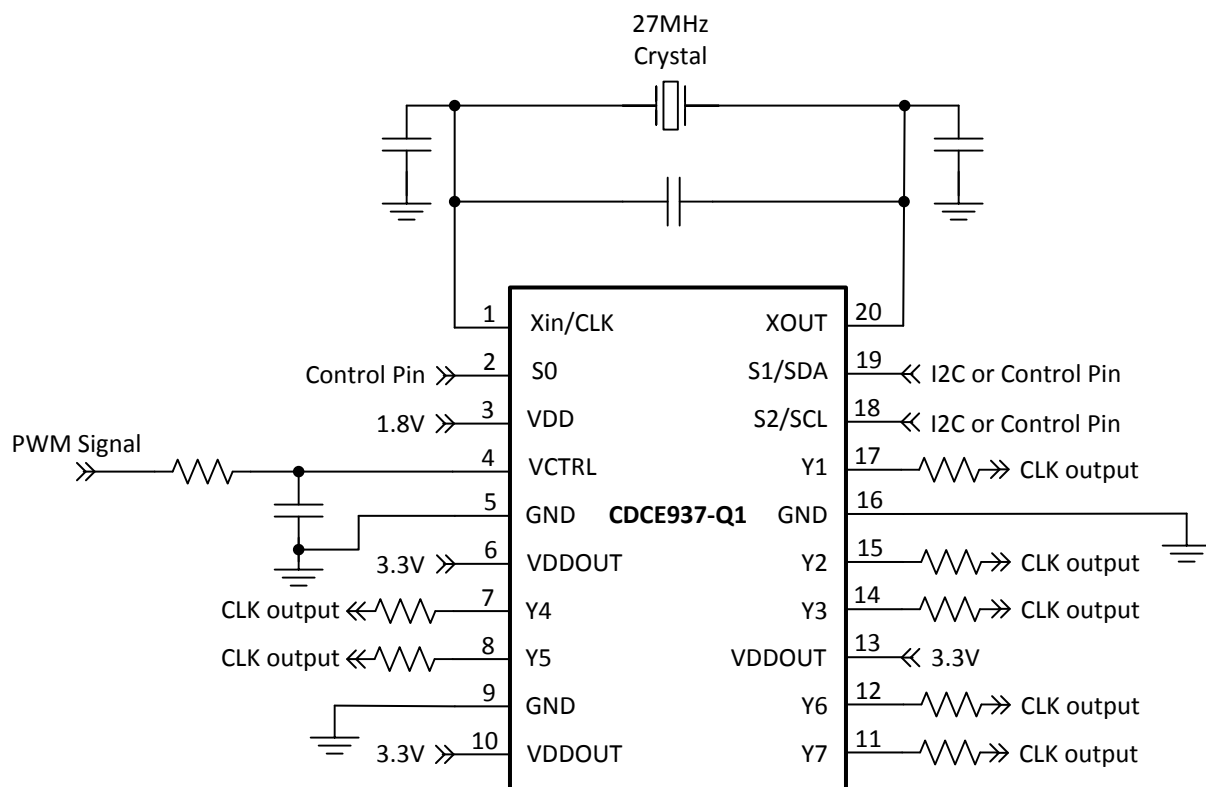 27MHz
Crystal
1 Xin/CLK XOUT 20
Control Pin 2 S0 S1/SDA 19 I2C or Control Pin
1.8V 3 VDD S2/SCL 18 I2C or Control Pin
PWM Signal 4 VCTRL Y1 17 CLK output
5 GND CDCE937-Q1 GND 16
3.3V 6 VDDOUT Y2 15 CLK output
CLK output 7 Y4 Y3 14 CLK output
CLK output 8 Y5 VDDOUT 13 3.3V
9 GND Y6 12 CLK output
3.3V 10 VDDOUT Y7 11 CLK output